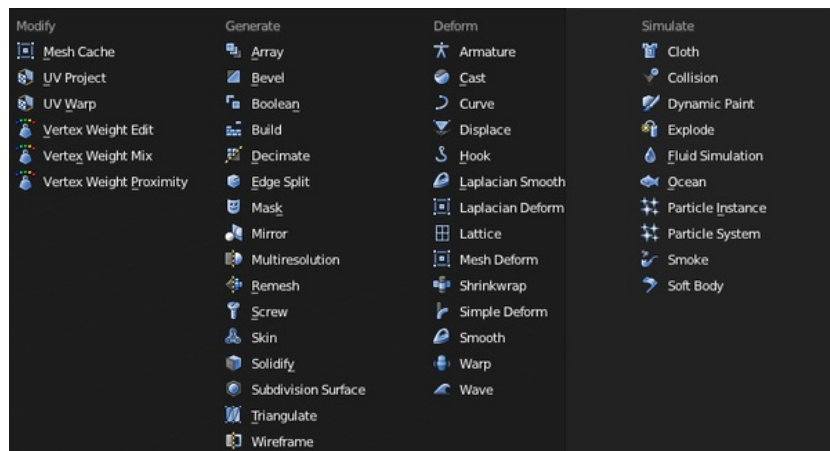 Modify
Mesh Cache
UV Project
UV Warp
Vertex Weight Edit
Vertex Weight Mix
Vertex Weight Proximity
Generate
Array
Bevel
Boolean
Build
Decimate
Edge Split
Mask
Mirror
Multiresolution
Remesh
Screw
Skin
Solidify
Subdivision Surface
Triangulate
Wireframe
Deform
Armature
Cast
Curve
Displace
Hook
Laplacian Smooth
Laplacian Deform
Lattice
Mesh Deform
Shrinkwrap
Simple Deform
Smooth
Warp
Wave
Simulate
Cloth
Collision
Dynamic Paint
Explode
Fluid Simulation
Ocean
Particle Instance
Particle System
Smoke
Soft Body